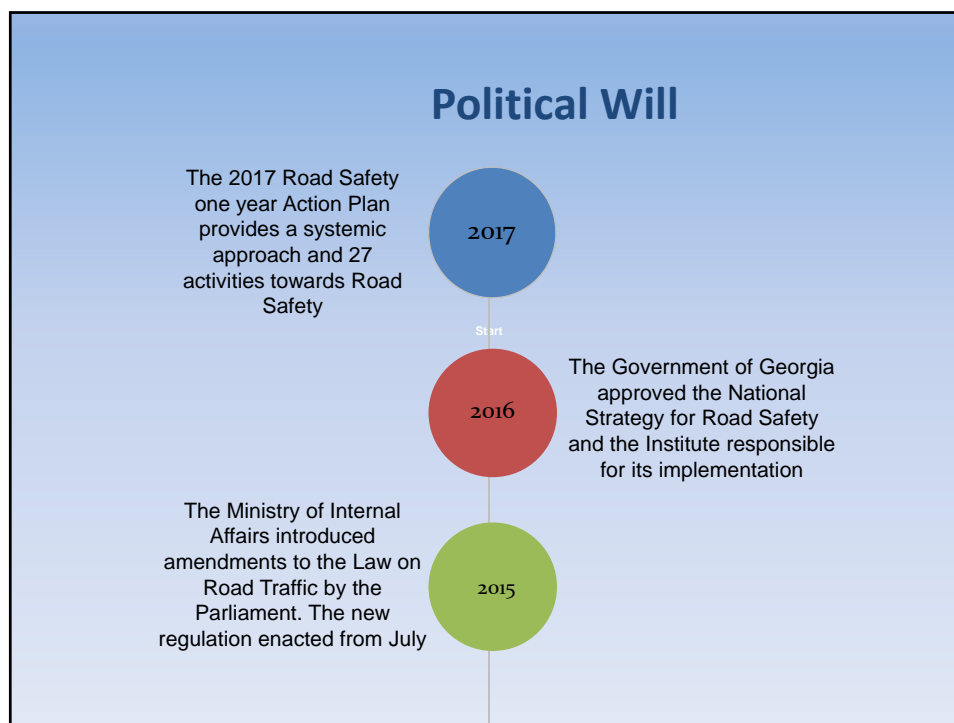 Political Will
The 2017 Road Safety
one year Action Plan
provides a systemic
approach and 27
activities towards Road
Safety
2017
Start
2016
The Government of Georgia
approved the National
Strategy for Road Safety
and the Institute responsible
for its implementation
The Ministry of Internal
Affairs introduced
amendments to the Law on
Road Traffic by the
Parliament. The new
regulation enacted from July
2015